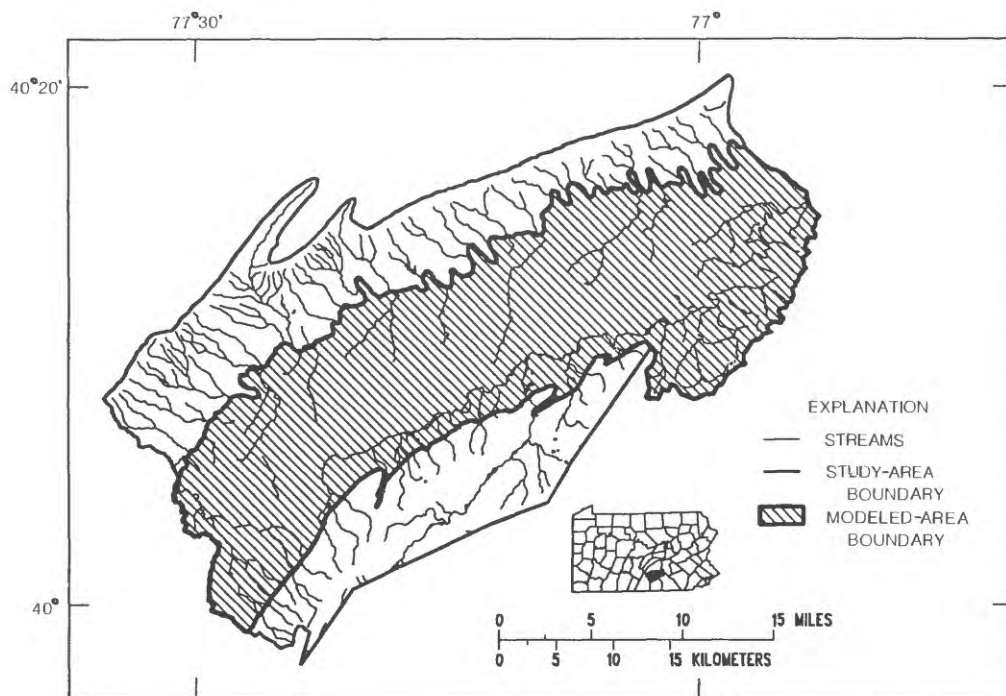 77°30' 77°
40°20'
EXPLANATION
STREAMS
STUDY-AREA
BOUNDARY
MODELED-AREA
BOUNDARY
40°
0 5 10 15 MILES
0 5 10 15 KILOMETERS